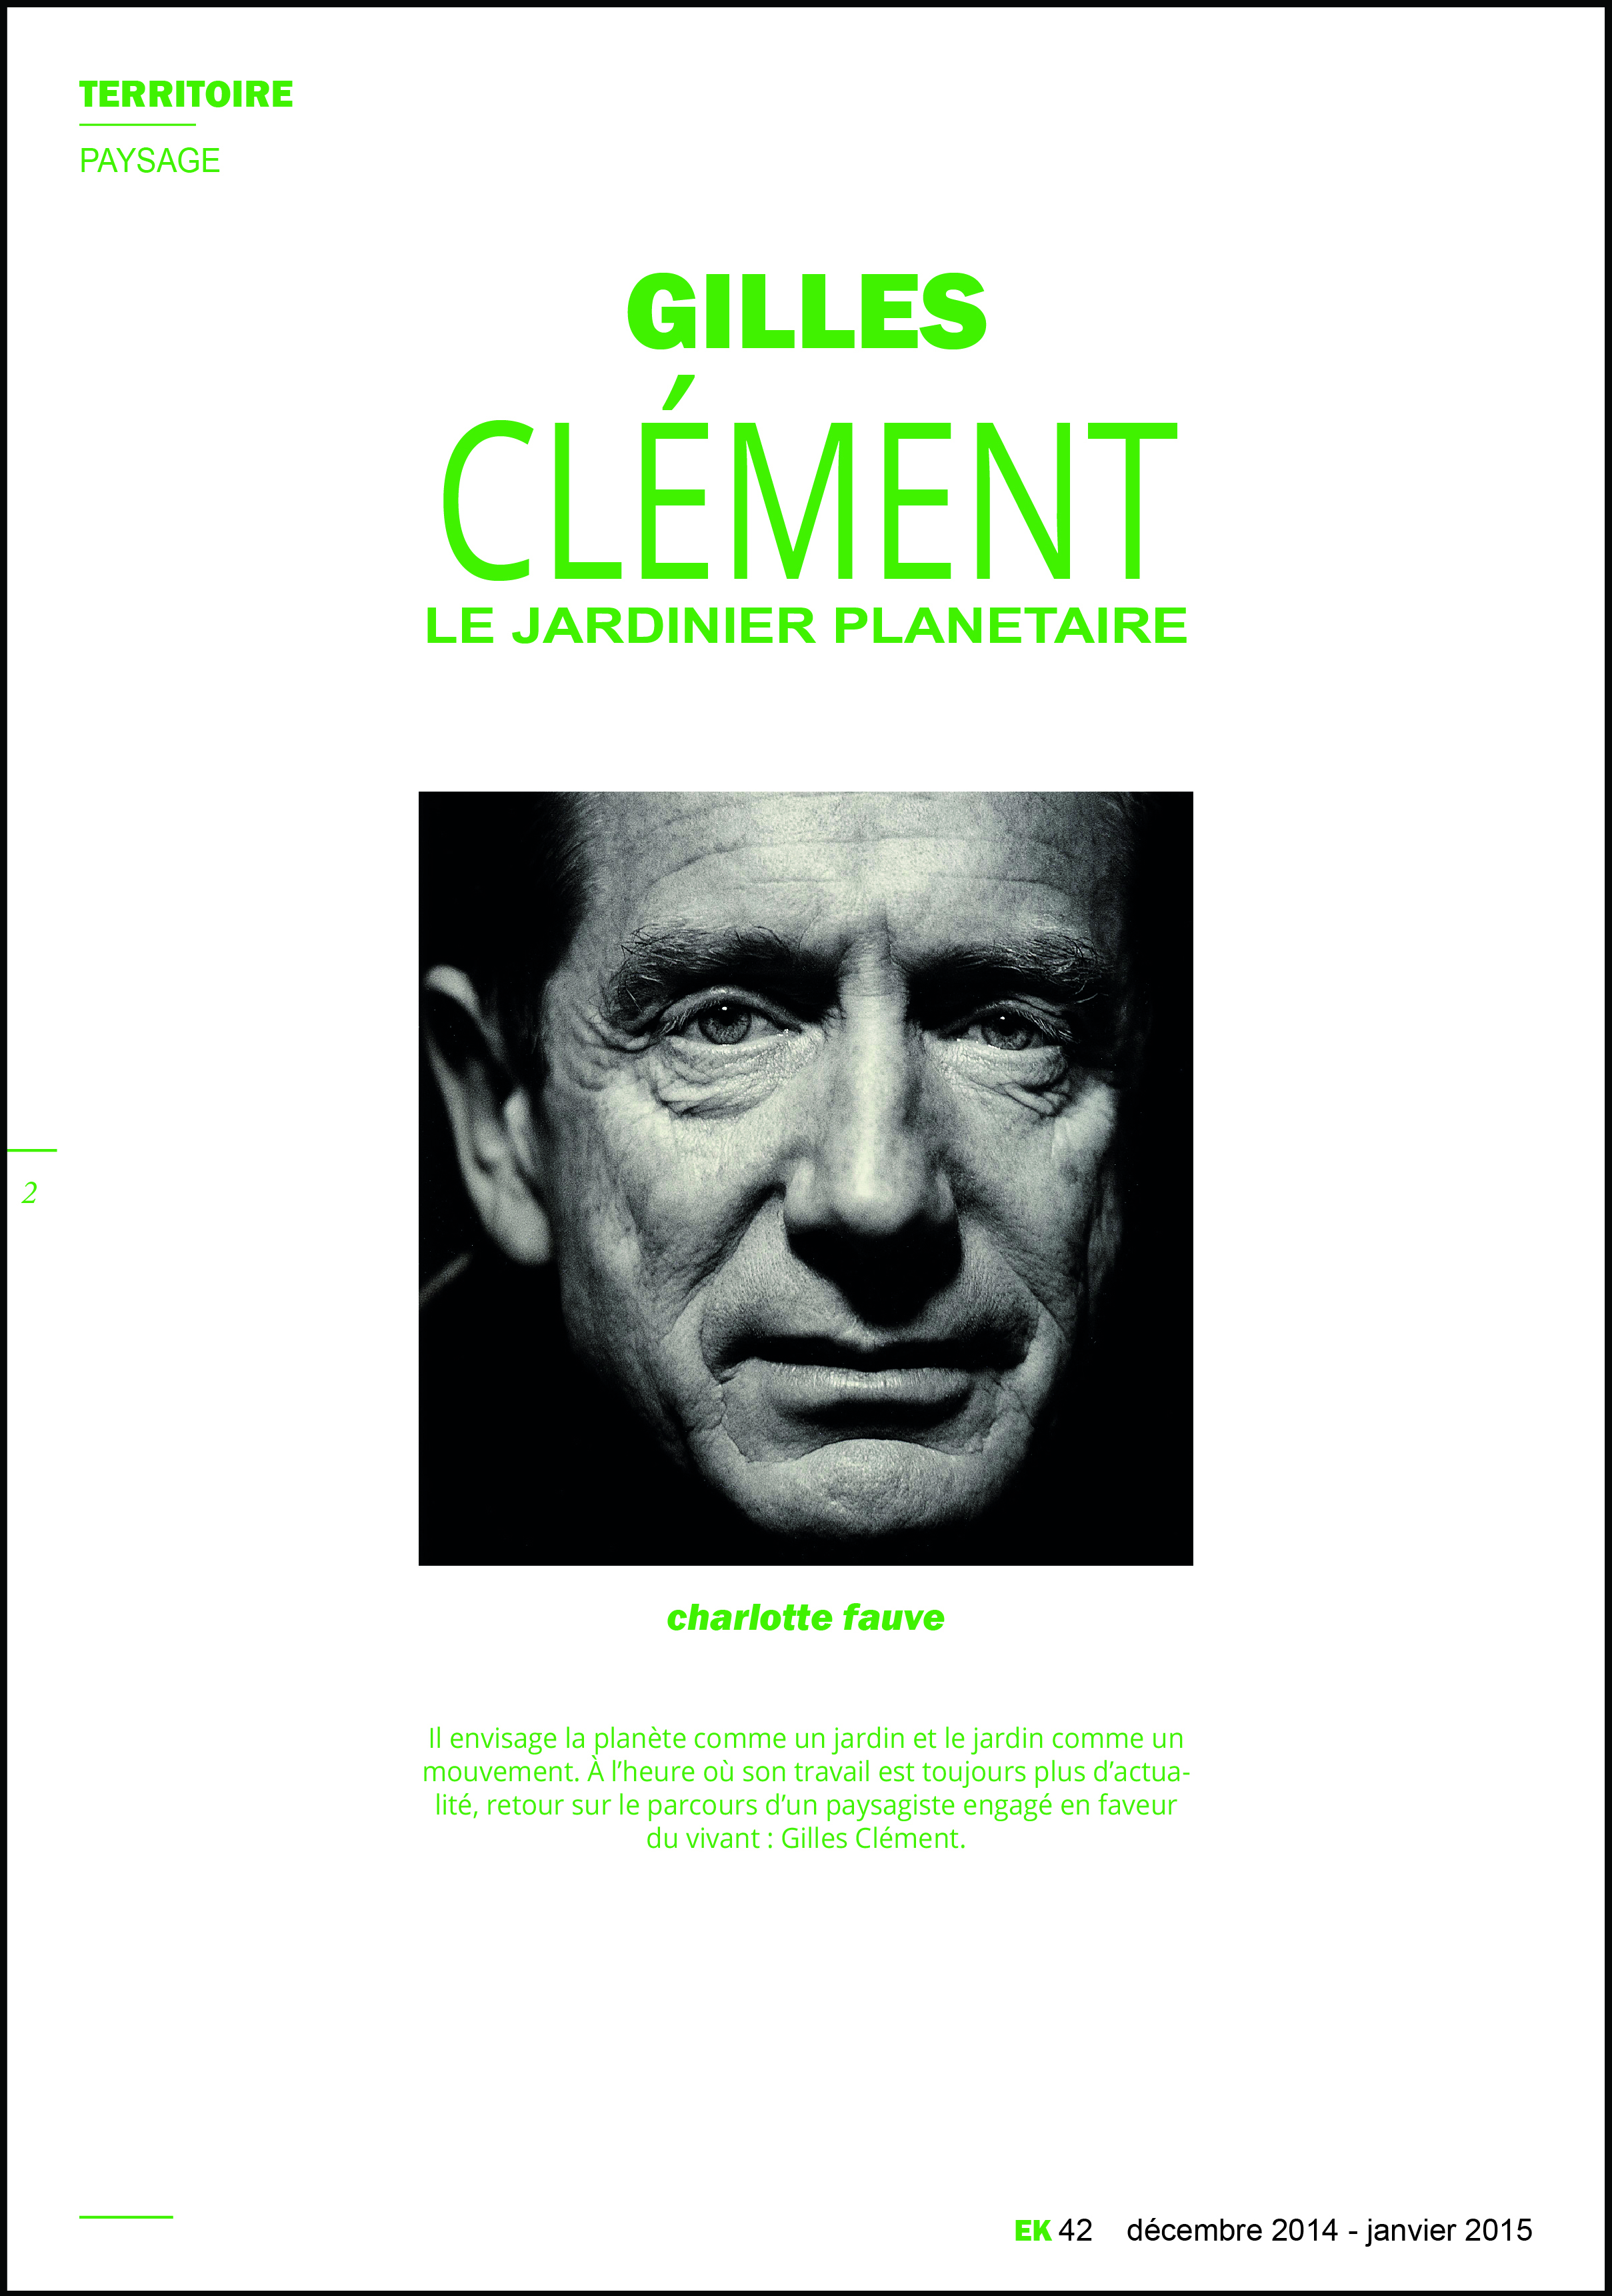 TERRITOIRE
PAYSAGE
GILLES
CLÉMENT
LE JARDINIER PLANETAIRE
2
charlotte fauve
Il envisage la planète comme un jardin et le jardin comme un
mouvement. À l’heure où son travail est toujours plus d’actua-
lité, retour sur le parcours d’un paysagiste engagé en faveur
du vivant : Gilles Clément.
EK 42 décembre 2014 - janvier 2015